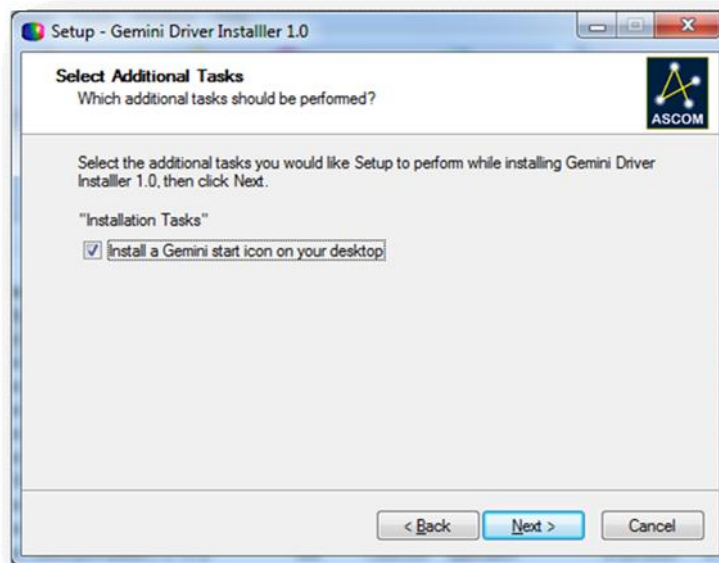 Setup - Gemini Driver Installler 1.0
Select Additional Tasks
Which additional tasks should be performed?
ASCOM
Select the additional tasks you would like Setup to perform while installing Gemini Driver
Installler 1.0, then click Next.
"Installation Tasks"
Install a Gemini start icon on your desktop
< Back
Next >
Cancel